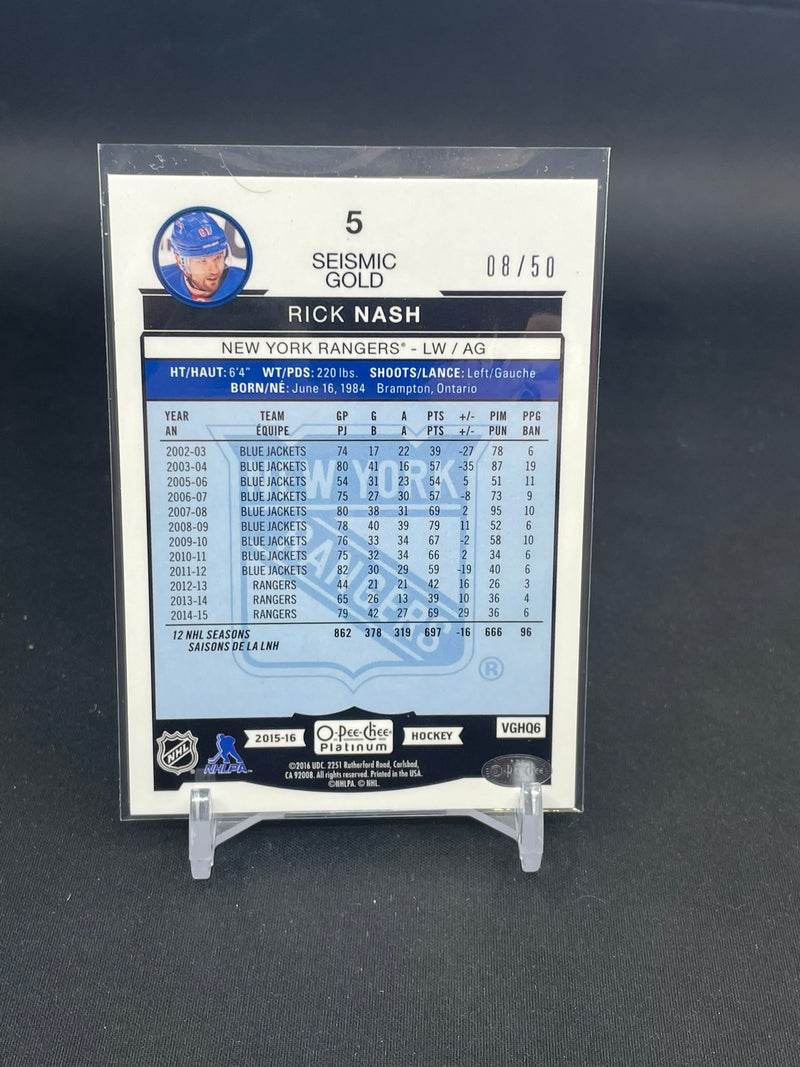 5
SEISMIC
GOLD
08/50
RICK NASH
NEW YORK RANGERS® - LW / AG
HT/HAUT: 6'4" WT/PDS: 220 lbs. SHOOTS/LANCE: Left/Gauche
BORN/NÉ: June 16, 1984 Brampton, Ontario
YEAR TEAM GP G A PTS +/- PIM PPG
AN ÉQUIPE PJ B A PTS +/- PUN BAN
2002-03 BLUE JACKETS 74 17 22 39 -27 78 6
2003-04 BLUE JACKETS 80 41 16 57 -35 87 19
2005-06 BLUE JACKETS 54 31 23 54 5 51 11
2006-07 BLUE JACKETS 75 27 30 57 -8 73 9
2007-08 BLUE JACKETS 80 38 31 69 2 95 10
2008-09 BLUE JACKETS 78 40 39 79 11 52 6
2009-10 BLUE JACKETS 76 33 34 67 -2 58 10
2010-11 BLUE JACKETS 75 32 34 66 2 34 6
2011-12 BLUE JACKETS 82 30 29 59 -19 40 6
2012-13 RANGERS 44 21 21 42 16 26 3
2013-14 RANGERS 65 26 13 39 10 36 4
2014-15 RANGERS 79 42 27 69 29 36 6
12 NHL SEASONS 862 378 319 697 -16 666 96
SAISONS DE LA LNH
NEW YORK
RANGERS
®
NHL
NHLPA
2015-16
O-Pee-Chee
Platinum
HOCKEY
VGHQ6
O-Pee-Chee
©2016 UDC. 2251 Rutherford Road, Carlsbad,
CA 92008. All rights reserved. Printed in the USA.
©NHLPA. © NHL.